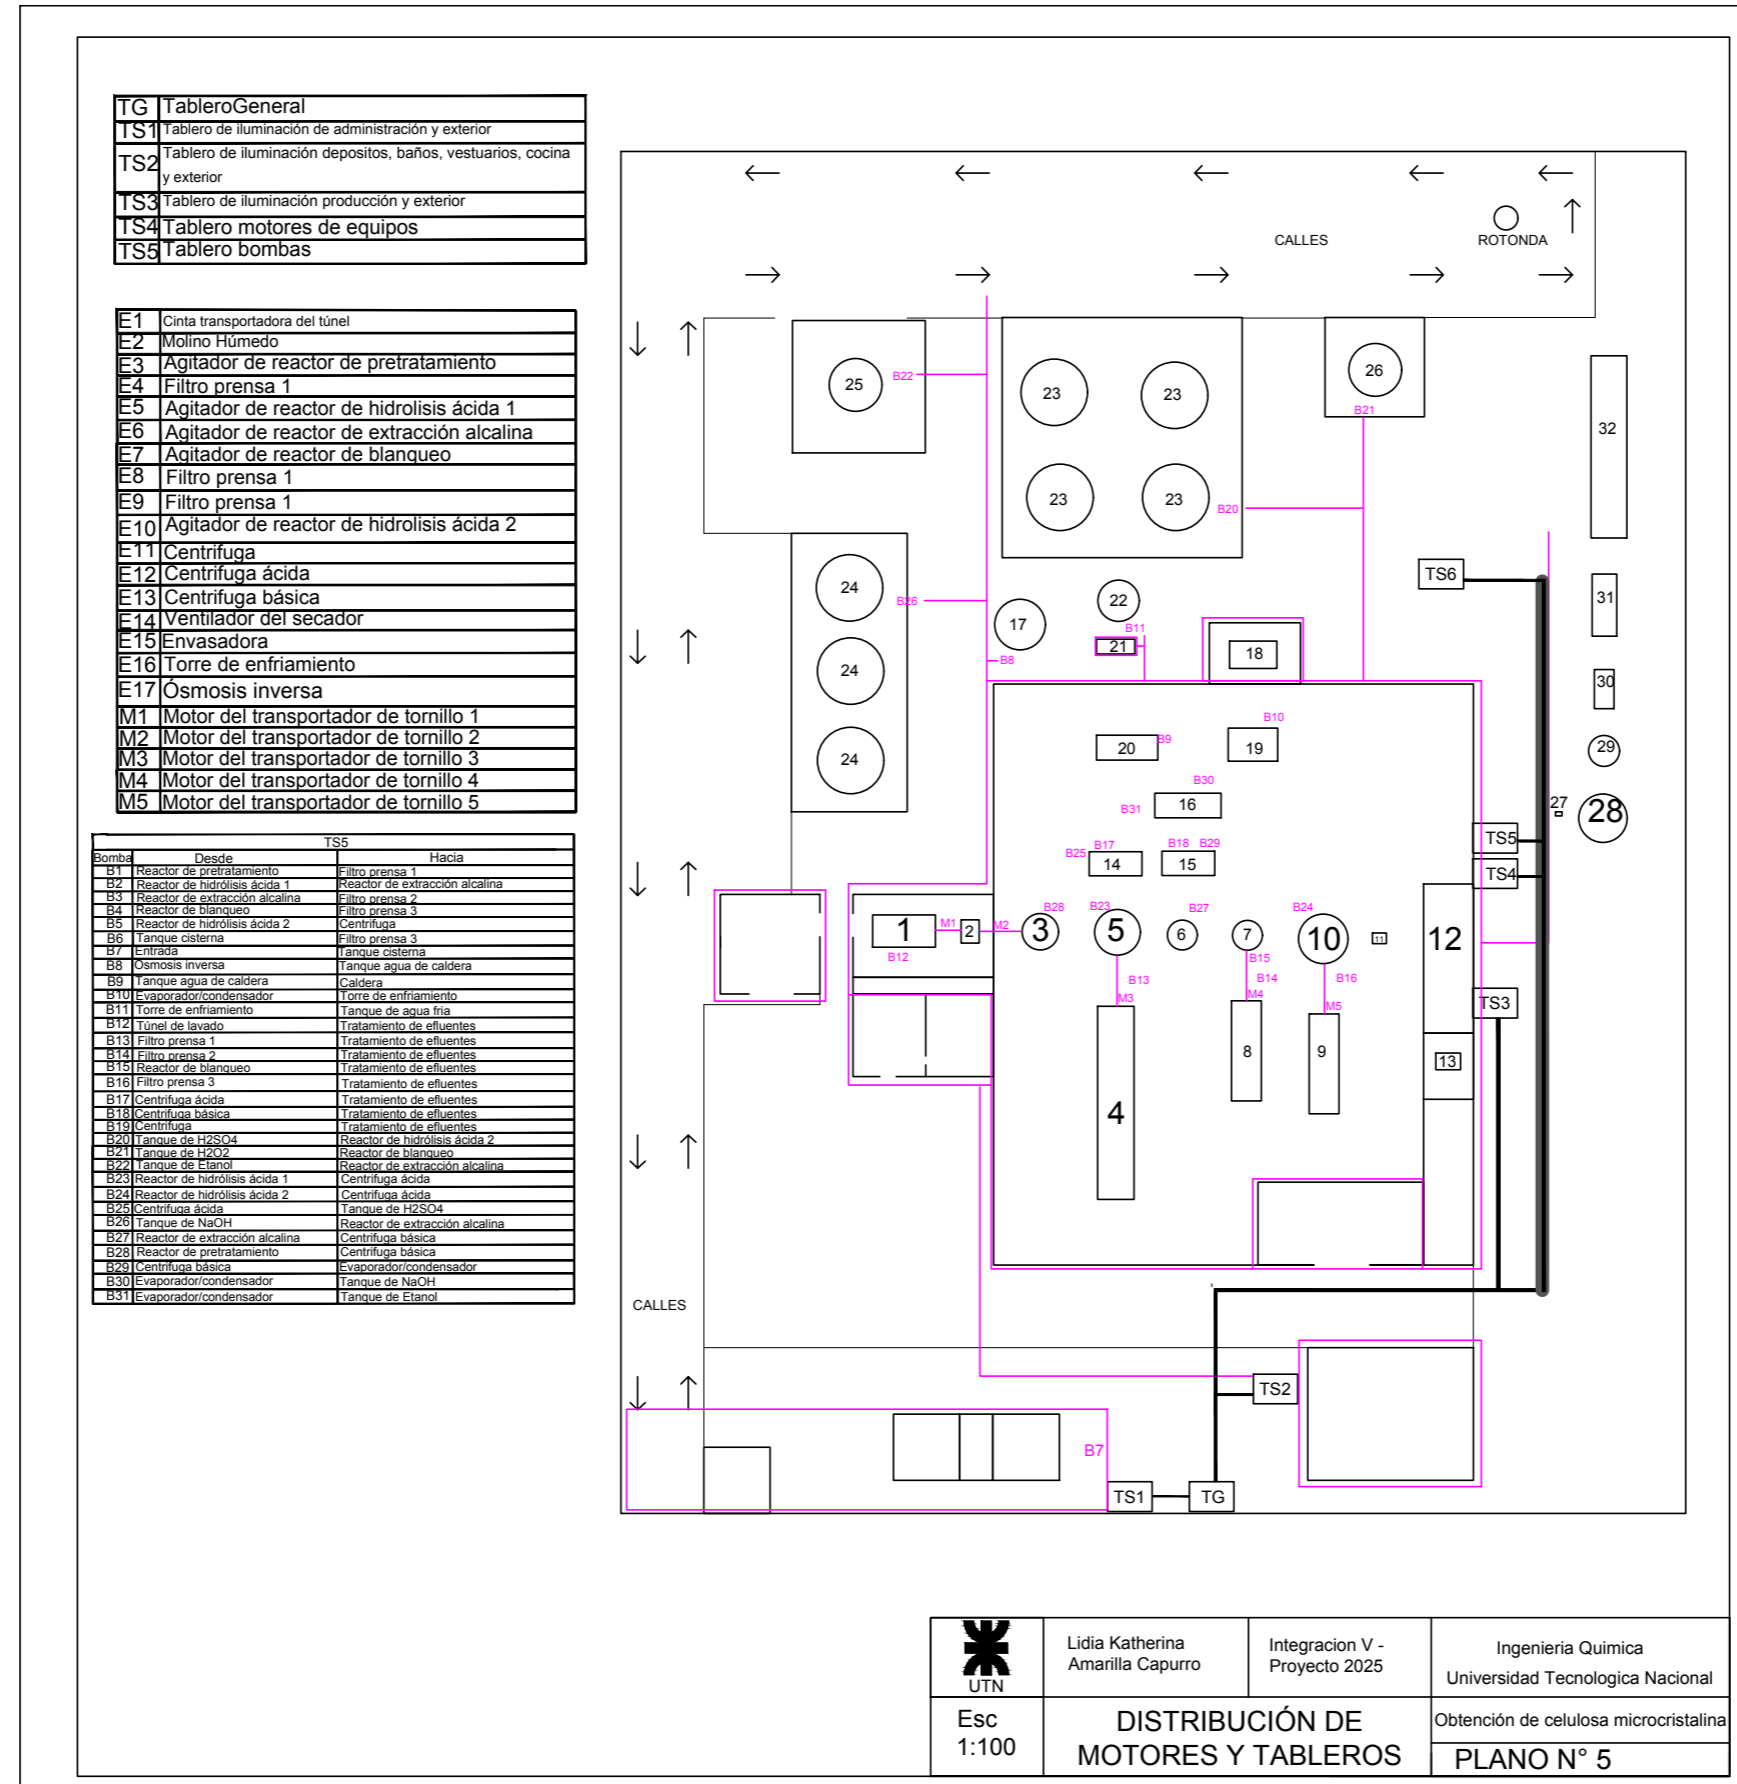 TG TableroGeneral
TS1 Tablero de iluminación de administración y exterior
TS2 Tablero de iluminación depositos, baños, vestuarios, cocina
y exterior
TS3 Tablero de iluminación producción y exterior
TS4 Tablero motores de equipos
TS5 Tablero bombas
E1 Cinta transportadora del túnel
E2 Molino Húmedo
E3 Agitador de reactor de pretratamiento
E4 Filtro prensa 1
E5 Agitador de reactor de hidrolisis ácida 1
E6 Agitador de reactor de extracción alcalina
E7 Agitador de reactor de blanqueo
E8 Filtro prensa 1
E9 Filtro prensa 1
E10 Agitador de reactor de hidrolisis ácida 2
E11 Centrifuga
E12 Centrifuga ácida
E13 Centrifuga básica
E14 Ventilador del secador
E15 Envasadora
E16 Torre de enfriamiento
E17 Ósmosis inversa
M1 Motor del transportador de tornillo 1
M2 Motor del transportador de tornillo 2
M3 Motor del transportador de tornillo 3
M4 Motor del transportador de tornillo 4
M5 Motor del transportador de tornillo 5
TS5
Bomba Desde Hacia
B1 Reactor de pretratamiento Filtro prensa 1
B2 Reactor de hidrólisis ácida 1 Reactor de extracción alcalina
B3 Reactor de extracción alcalina Filtro prensa 2
B4 Reactor de blanqueo Filtro prensa 3
B5 Reactor de hidrólisis ácida 2 Centrifuga
B6 Tanque cisterna Filtro prensa 3
B7 Entrada Tanque cisterna
B8 Osmosis inversa Tanque agua de caldera
B9 Tanque agua de caldera Caldera
B10 Evaporador/condensador Torre de enfriamiento
B11 Torre de enfriamiento Tanque de agua fria
B12 Túnel de lavado Tratamiento de efluentes
B13 Filtro prensa 1 Tratamiento de efluentes
B14 Filtro prensa 2 Tratamiento de efluentes
B15 Reactor de blanqueo Tratamiento de efluentes
B16 Filtro prensa 3 Tratamiento de efluentes
B17 Centrifuga ácida Tratamiento de efluentes
B18 Centrifuga básica Tratamiento de efluentes
B19 Centrifuga Tratamiento de efluentes
B20 Tanque de H2SO4 Reactor de hidrólisis ácida 2
B21 Tanque de H2O2 Reactor de blanqueo
B22 Tanque de Etanol Reactor de extracción alcalina
B23 Reactor de hidrólisis ácida 1 Centrifuga ácida
B24 Reactor de hidrólisis ácida 2 Centrifuga ácida
B25 Centrifuga ácida Tanque de H2SO4
B26 Tanque de NaOH Reactor de extracción alcalina
B27 Reactor de extracción alcalina Centrifuga básica
B28 Reactor de pretratamiento Centrifuga básica
B29 Centrifuga básica Evaporador/condensador
B30 Evaporador/condensador Tanque de NaOH
B31 Evaporador/condensador Tanque de Etanol
CALLES ROTONDA
25 B22 23 23 26
B21
32
23 23 B20
TS6
24 B26 22 31
17 B11
21 18
B8
24 30
B10
20 B9 19 29
24
B30
B31 16 27 28
TS5
B17 B18 B29
B25 14 15 TS4
B28 B23 B27 B24
1 M1 2 M2 3 5 6 7 10 11 12
B12 B15
B13 B14 B16
M3 M4 M5 TS3
8 9 13
4
CALLES
TS2
B7
TS1 TG
UTN
Lidia Katherina
Amarilla Capurro
Integracion V -
Proyecto 2025
Ingenieria Quimica
Universidad Tecnologica Nacional
Esc
1:100
DISTRIBUCIÓN DE
MOTORES Y TABLEROS
Obtención de celulosa microcristalina
PLANO N° 5